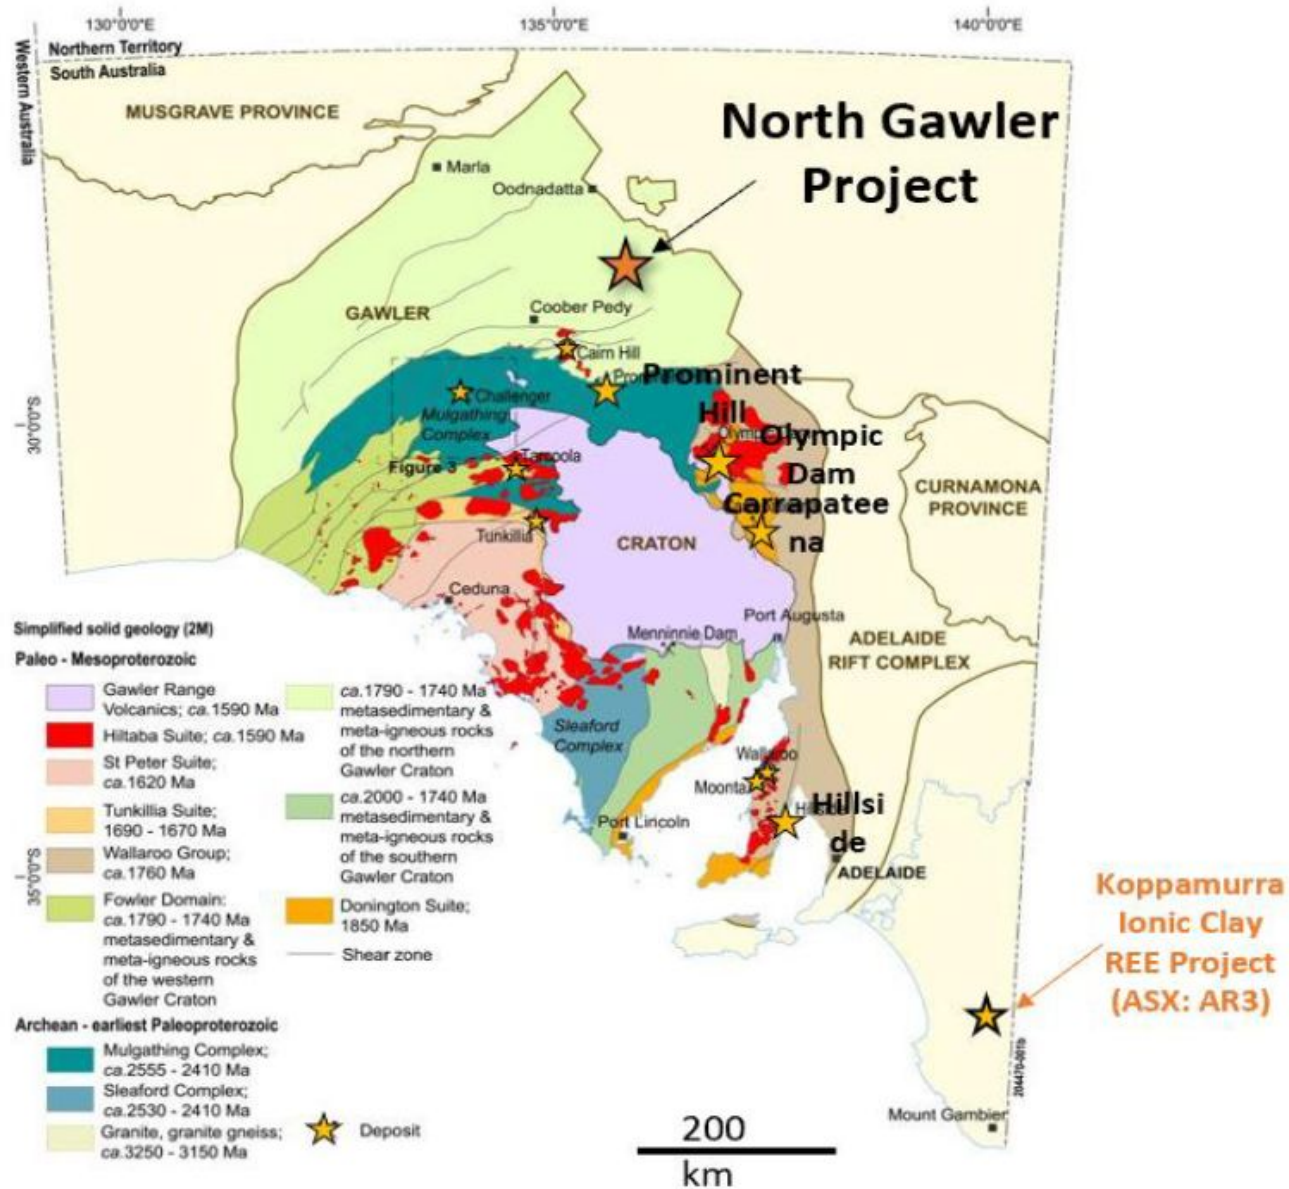 130°0'0"E
135°0'0"E
140°0'0"E
Western Australia
Northern Territory
South Australia
MUSGRAVE PROVINCE
North Gawler
Project
Marla
Oodnadatta
GAWLER
Coober Pedy
Cairn Hill
Prominent
Hill
Challenger
Mulgathing
Complex
30°0'0"S
Olympic
Dam
Figure 3
Tarcoola
Carrapatee
na
CURNAMONA
PROVINCE
Tunkillia
CRATON
Ceduna
Port Augusta
Menninnie Dam
ADELAIDE
RIFT COMPLEX
Sleaford
Complex
Wallaroo
Moonta
Hillsi
de
Port Lincoln
ADELAIDE
35°0'0"S
Koppamurra
Ionic Clay
REE Project
(ASX: AR3)
Mount Gambier
204470-001b
Simplified solid geology (2M)
Paleo - Mesoproterozoic
Gawler Range
Volcanics; ca.1590 Ma
Hiltaba Suite; ca.1590 Ma
St Peter Suite;
ca.1620 Ma
Tunkillia Suite;
1690 - 1670 Ma
Wallaroo Group;
ca.1760 Ma
Fowler Domain:
ca.1790 - 1740 Ma
metasedimentary &
meta-igneous rocks
of the western
Gawler Craton
ca.1790 - 1740 Ma
metasedimentary &
meta-igneous rocks
of the northern
Gawler Craton
ca.2000 - 1740 Ma
metasedimentary &
meta-igneous rocks
of the southern
Gawler Craton
Donington Suite;
1850 Ma
Shear zone
Archean - earliest Paleoproterozoic
Mulgathing Complex;
ca.2555 - 2410 Ma
Sleaford Complex;
ca.2530 - 2410 Ma
Granite, granite gneiss;
ca.3250 - 3150 Ma
Deposit
200
km